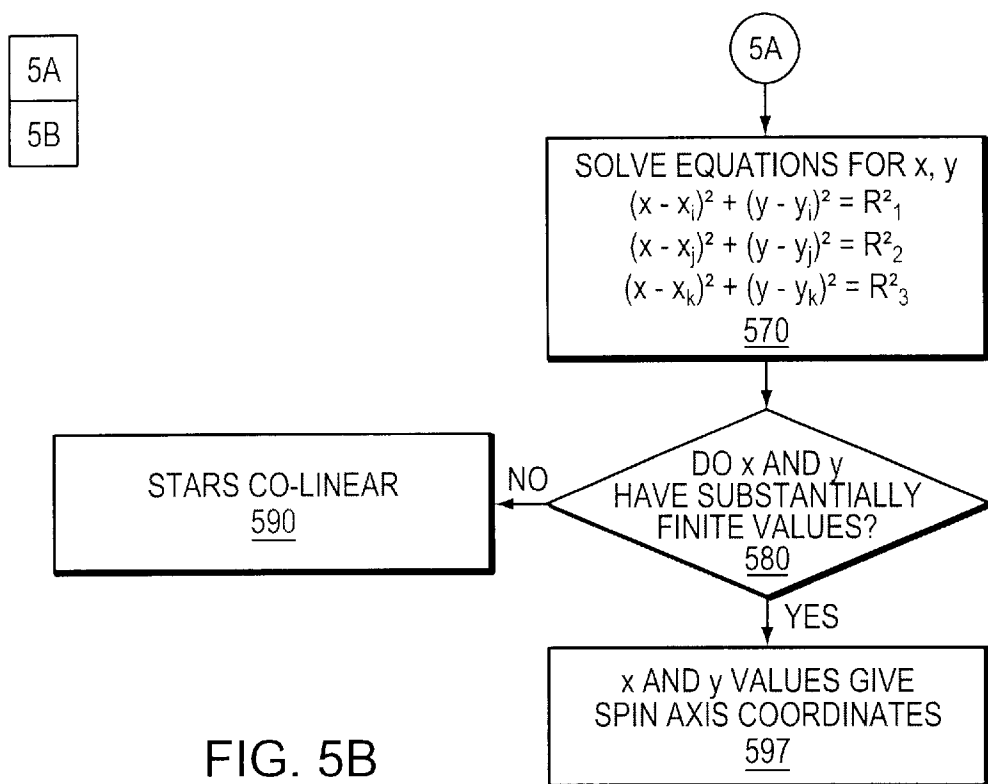 5A
5B
5A
SOLVE EQUATIONS FOR x, y
(x - xᵢ)² + (y - yᵢ)² = R²₁
(x - xⱼ)² + (y - yⱼ)² = R²₂
(x - xₖ)² + (y - yₖ)² = R²₃
570
DO x AND y
HAVE SUBSTANTIALLY
FINITE VALUES?
580
NO
STARS CO-LINEAR
590
YES
x AND y VALUES GIVE
SPIN AXIS COORDINATES
597
FIG. 5B